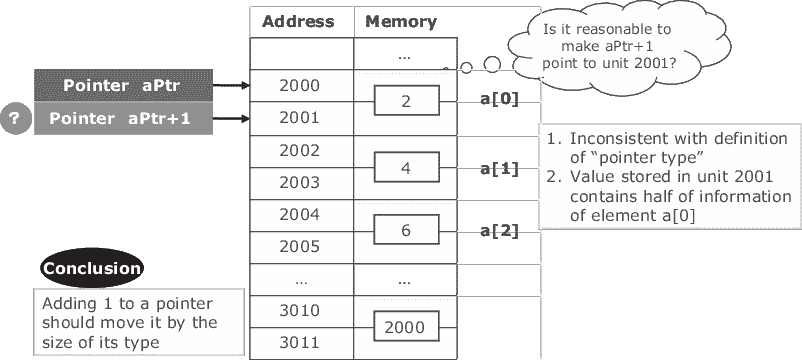 Address Memory
Is it reasonable to
make aPtr+1
point to unit 2001?
...
Pointer aPtr
2000
2
a[0]
?
Pointer aPtr+1
2001
2002
4
a[1]
2003
2004
6
a[2]
2005
1. Inconsistent with definition
of “pointer type”
2. Value stored in unit 2001
contains half of information
of element a[0]
Conclusion
... ...
Adding 1 to a pointer
should move it by the
size of its type
3010
2000
3011